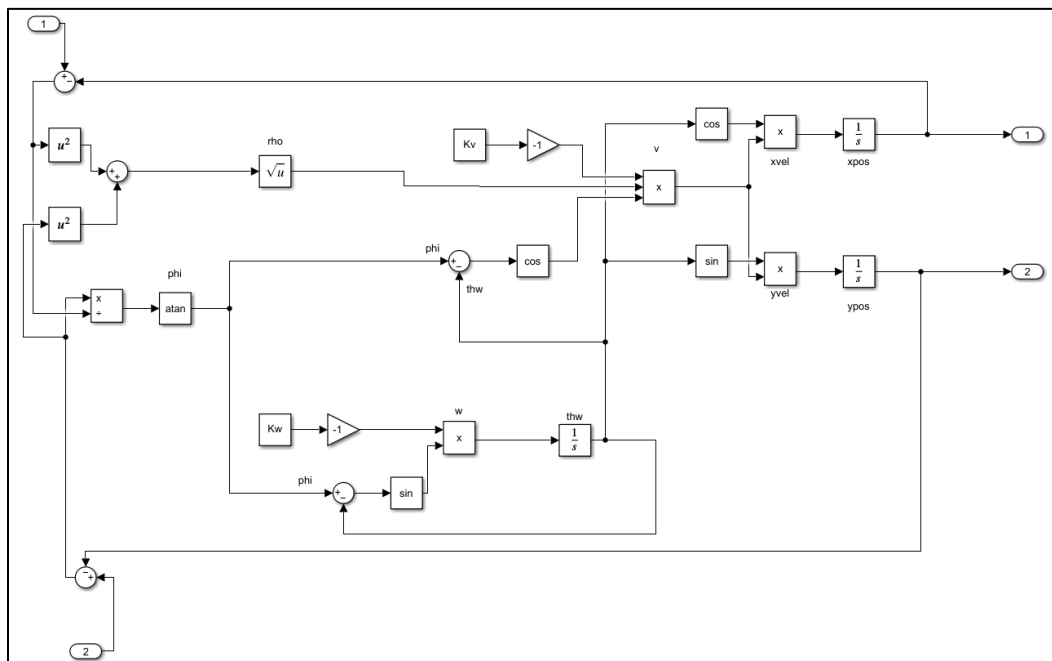 1
+
−
u²
rho
+
+
√u
u²
Kv
-1
v
x
cos
x
xvel
1/s
xpos
1
phi
+
−
thw
cos
sin
x
yvel
1/s
ypos
2
phi
x
÷
atan
Kw
-1
w
x
thw
1/s
phi
+
−
sin
−
+
2